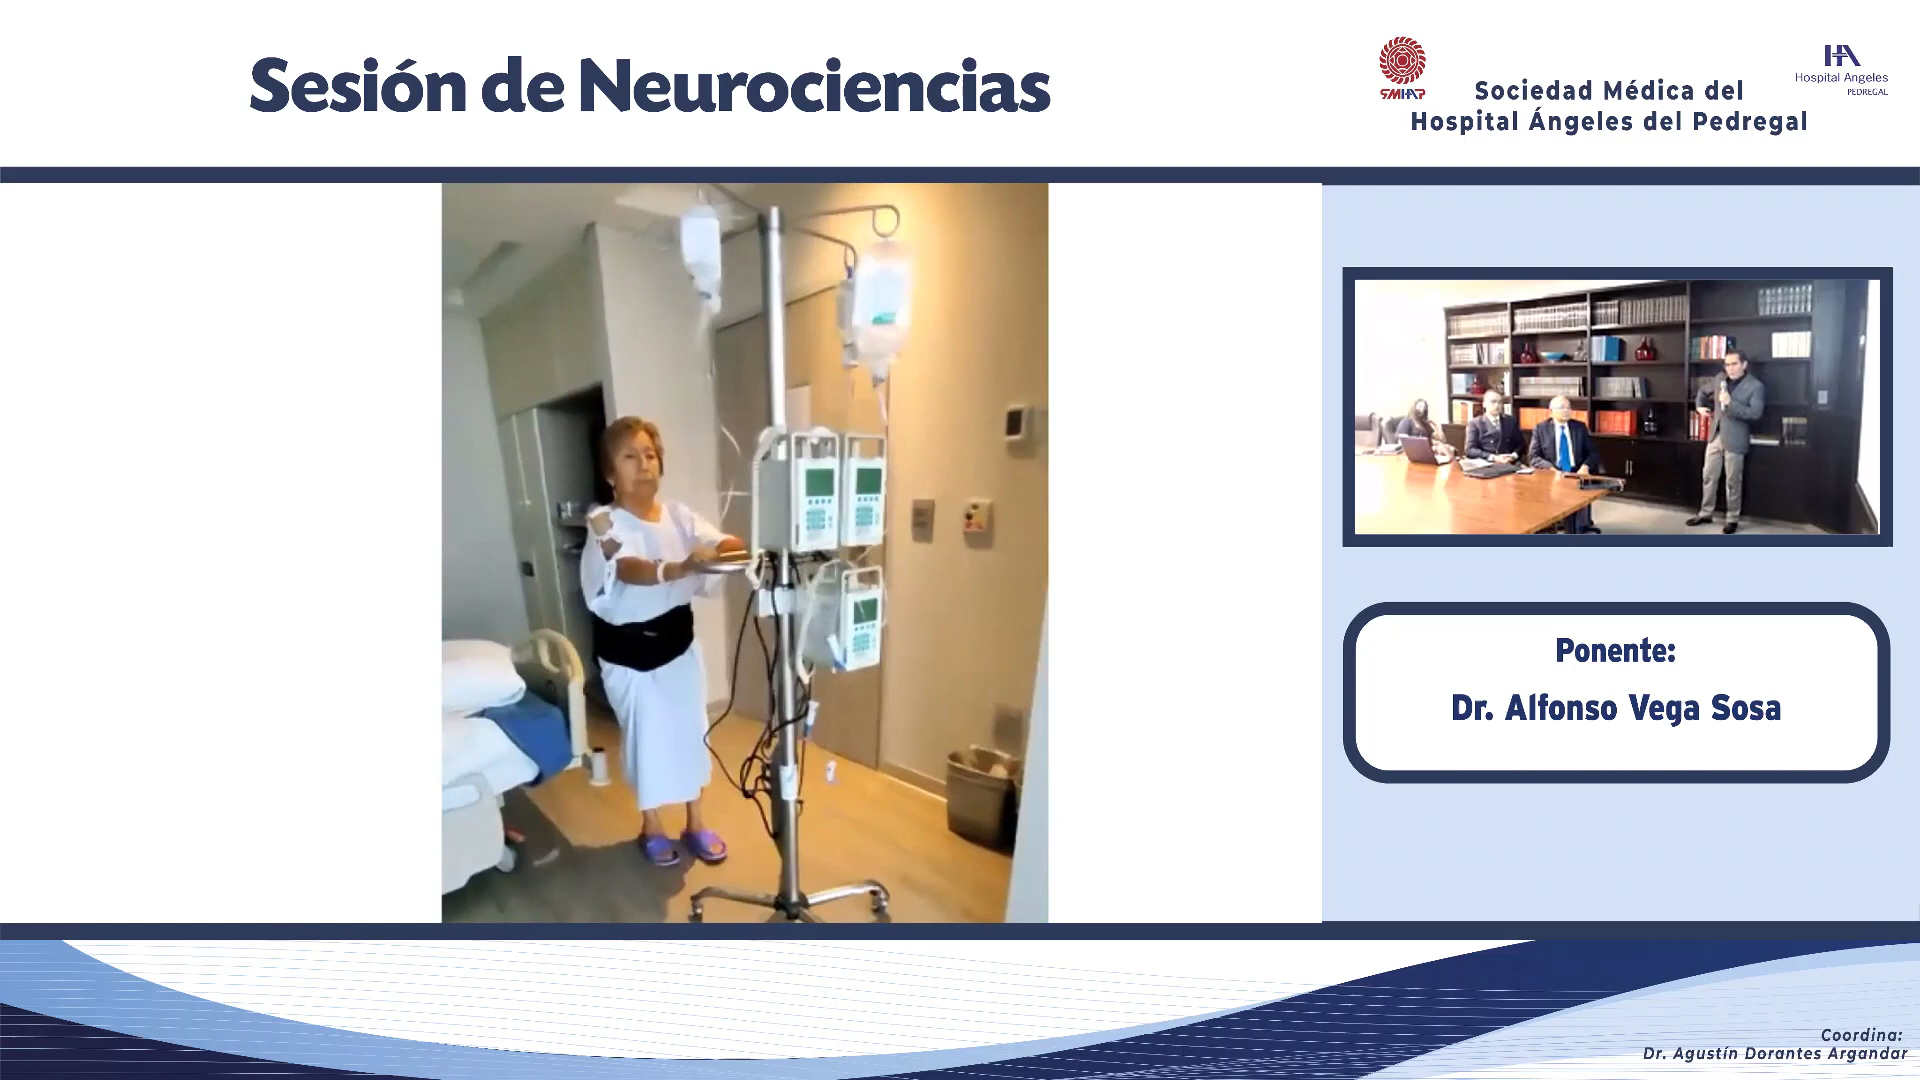 Sesión de Neurociencias
SMHAP
Sociedad Médica del
Hospital Ángeles del Pedregal
HA
Hospital Angeles
PEDREGAL
Ponente:
Dr. Alfonso Vega Sosa
Coordina:
Dr. Agustín Dorantes Argandar